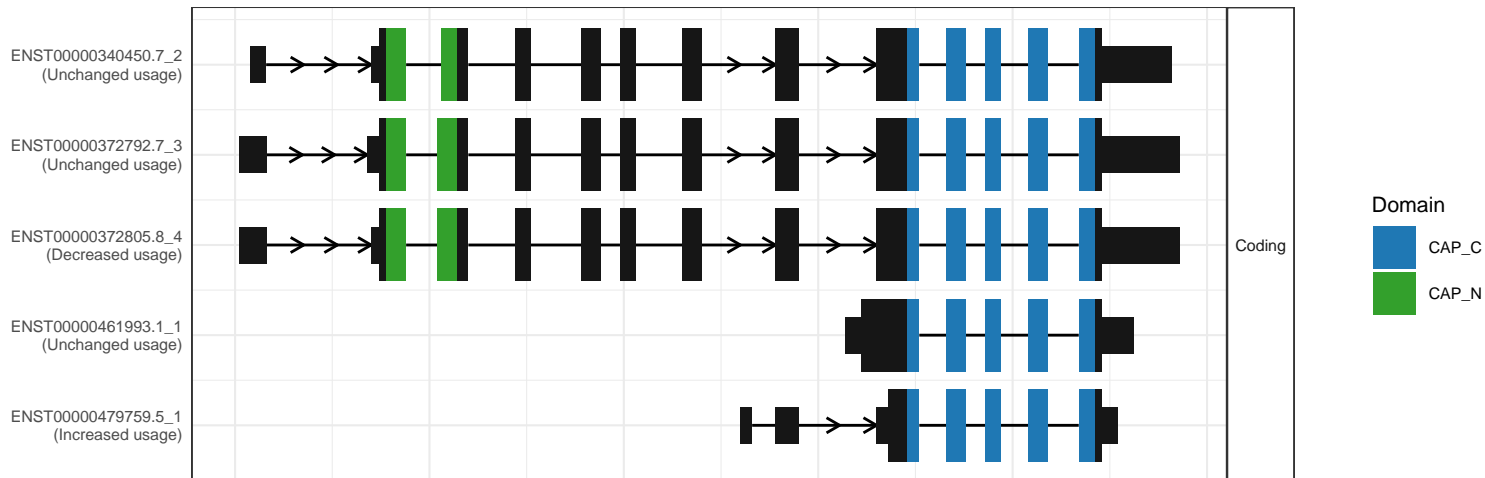 ENST00000340450.7_2
(Unchanged usage)
ENST00000372792.7_3
(Unchanged usage)
ENST00000372805.8_4
(Decreased usage)
ENST00000461993.1_1
(Unchanged usage)
ENST00000479759.5_1
(Increased usage)
Coding
Domain
CAP_C
CAP_N